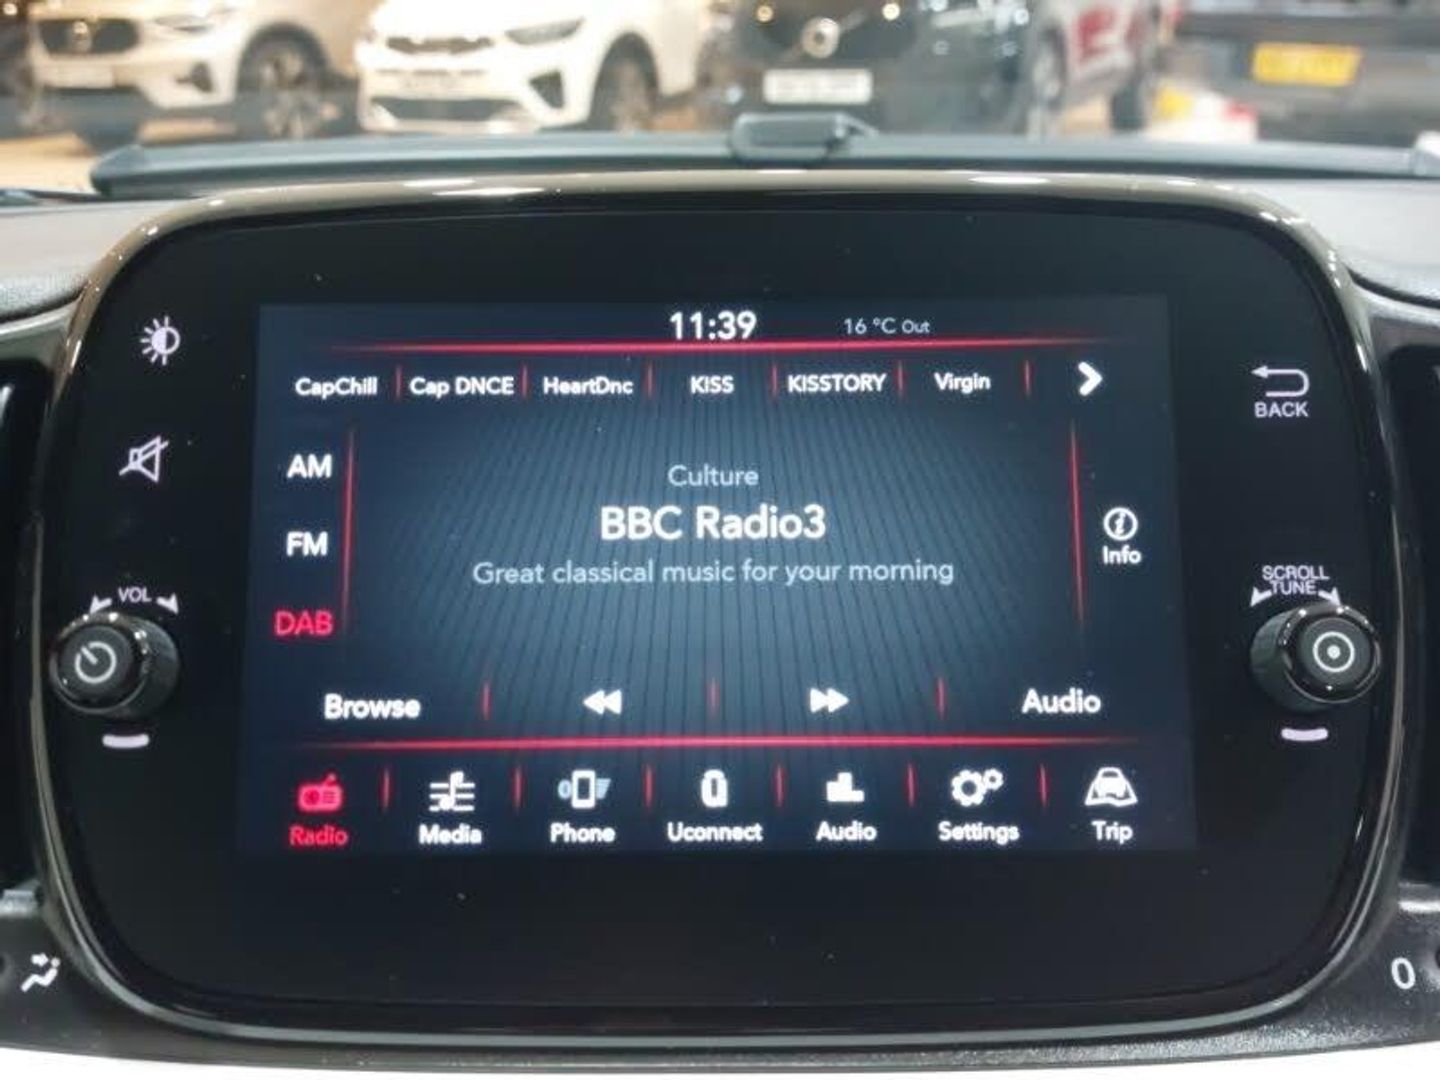 11:39 16 °C Out
CapChill Cap DNCE HeartDnc KISS KISSTORY Virgin
BACK
AM
Culture
BBC Radio3
FM
Info
Great classical music for your morning
VOL
SCROLL
TUNE
DAB
Browse Audio
Radio Media Phone Uconnect Audio Settings Trip
0